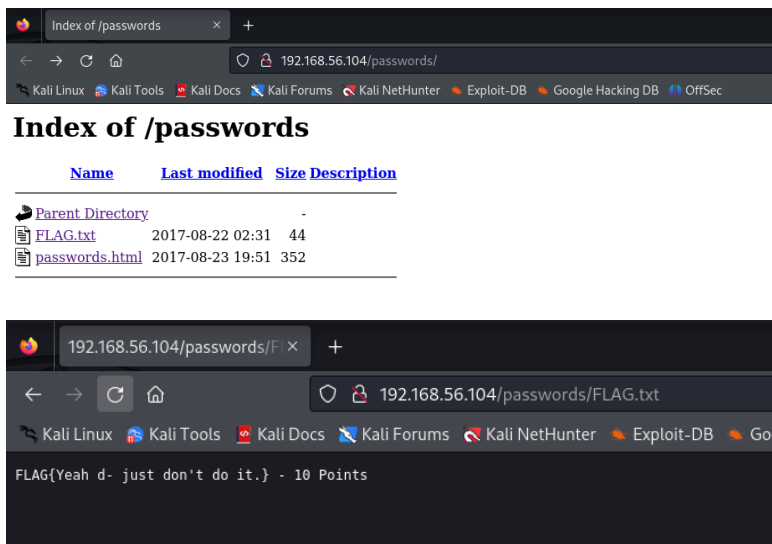 Index of /passwords
192.168.56.104/passwords/
Kali Linux Kali Tools Kali Docs Kali Forums Kali NetHunter Exploit-DB Google Hacking DB OffSec
Index of /passwords
Name Last modified Size Description
Parent Directory -
FLAG.txt 2017-08-22 02:31 44
passwords.html 2017-08-23 19:51 352
192.168.56.104/passwords/Fl
192.168.56.104/passwords/FLAG.txt
Kali Linux Kali Tools Kali Docs Kali Forums Kali NetHunter Exploit-DB Go
FLAG{Yeah d- just don't do it.} - 10 Points